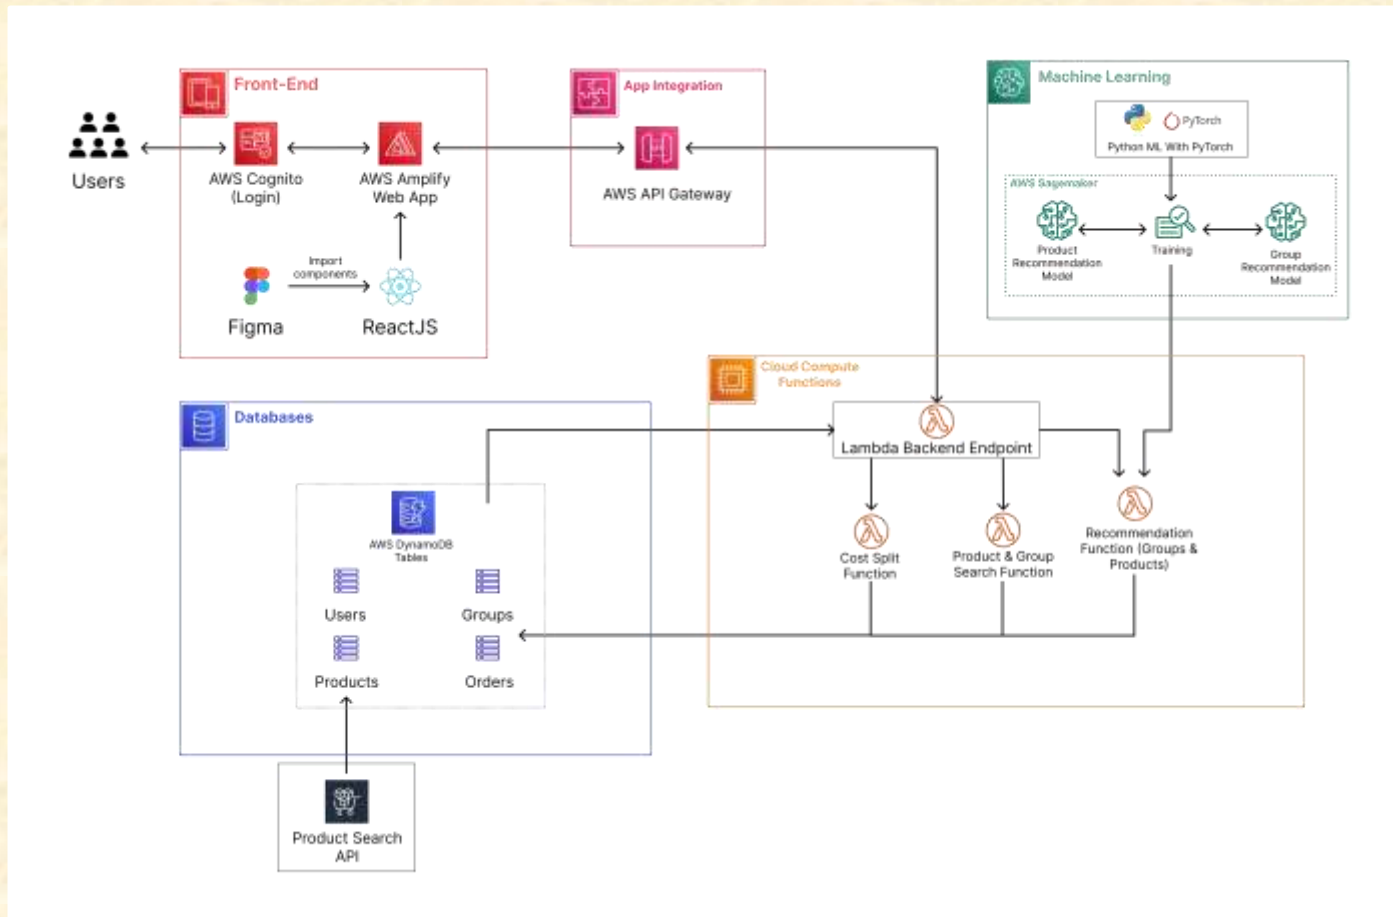 Front-End
App Integration
Machine Learning
PyTorch
Python ML With PyTorch
Users
AWS Cognito
(Login)
AWS Amplify
Web App
AWS API Gateway
AWS Sagemaker
Product
Recommendation
Model
Training
Group
Recommendation
Model
Import
components
Figma
ReactJS
Cloud Compute
Functions
Databases
Lambda Backend Endpoint
AWS DynamoDB
Tables
Cost Split
Function
Product & Group
Search Function
Recommendation
Function (Groups &
Products)
Users
Groups
Products
Orders
Product Search
API